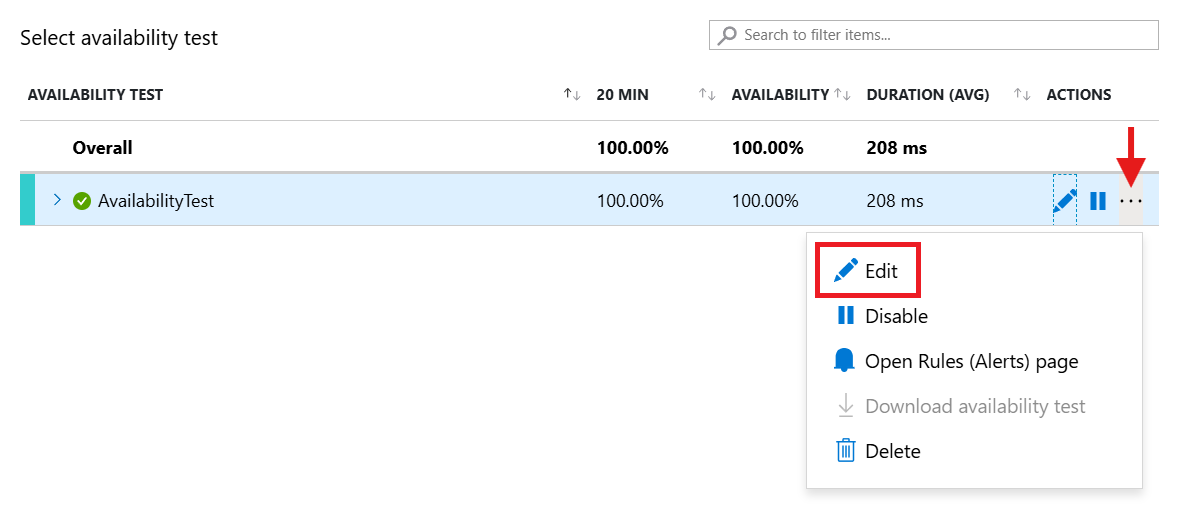 Select availability test
Search to filter items...
AVAILABILITY TEST 20 MIN AVAILABILITY DURATION (AVG) ACTIONS
Overall 100.00% 100.00% 208 ms
AvailabilityTest 100.00% 100.00% 208 ms
Edit
Disable
Open Rules (Alerts) page
Download availability test
Delete